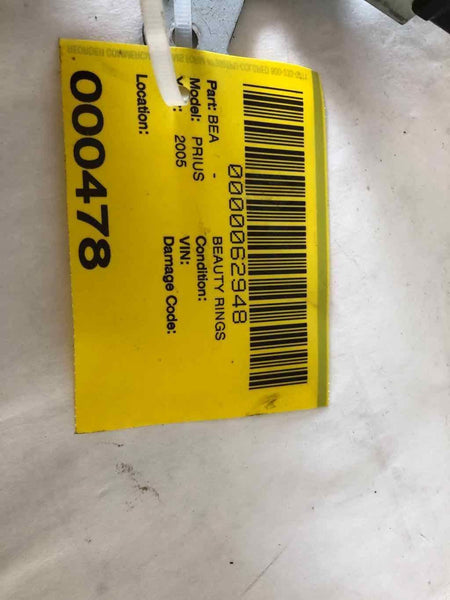 0000062948
Part: BEA - BEAUTY RINGS
Model: PRIUS Condition:
2005 VIN:
Location: Damage Code:
000478